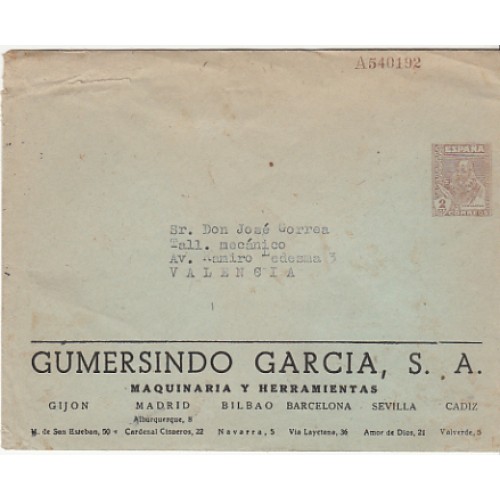 A540192
ESPAÑA
2
CORREOS
Sr. Don José Correa
Tall. mecánico
Av. Ramiro Ledesma 3
VALENCIA
GUMERSINDO GARCIA, S. A.
MAQUINARIA Y HERRAMIENTAS
GIJON MADRID BILBAO BARCELONA SEVILLA CADIZ
Alburquerque, 8
M. de San Esteban, 50 Cardenal Cisneros, 22 Navarra, 5 Vía Layetana, 36 Amor de Dios, 21 Valverde, 5